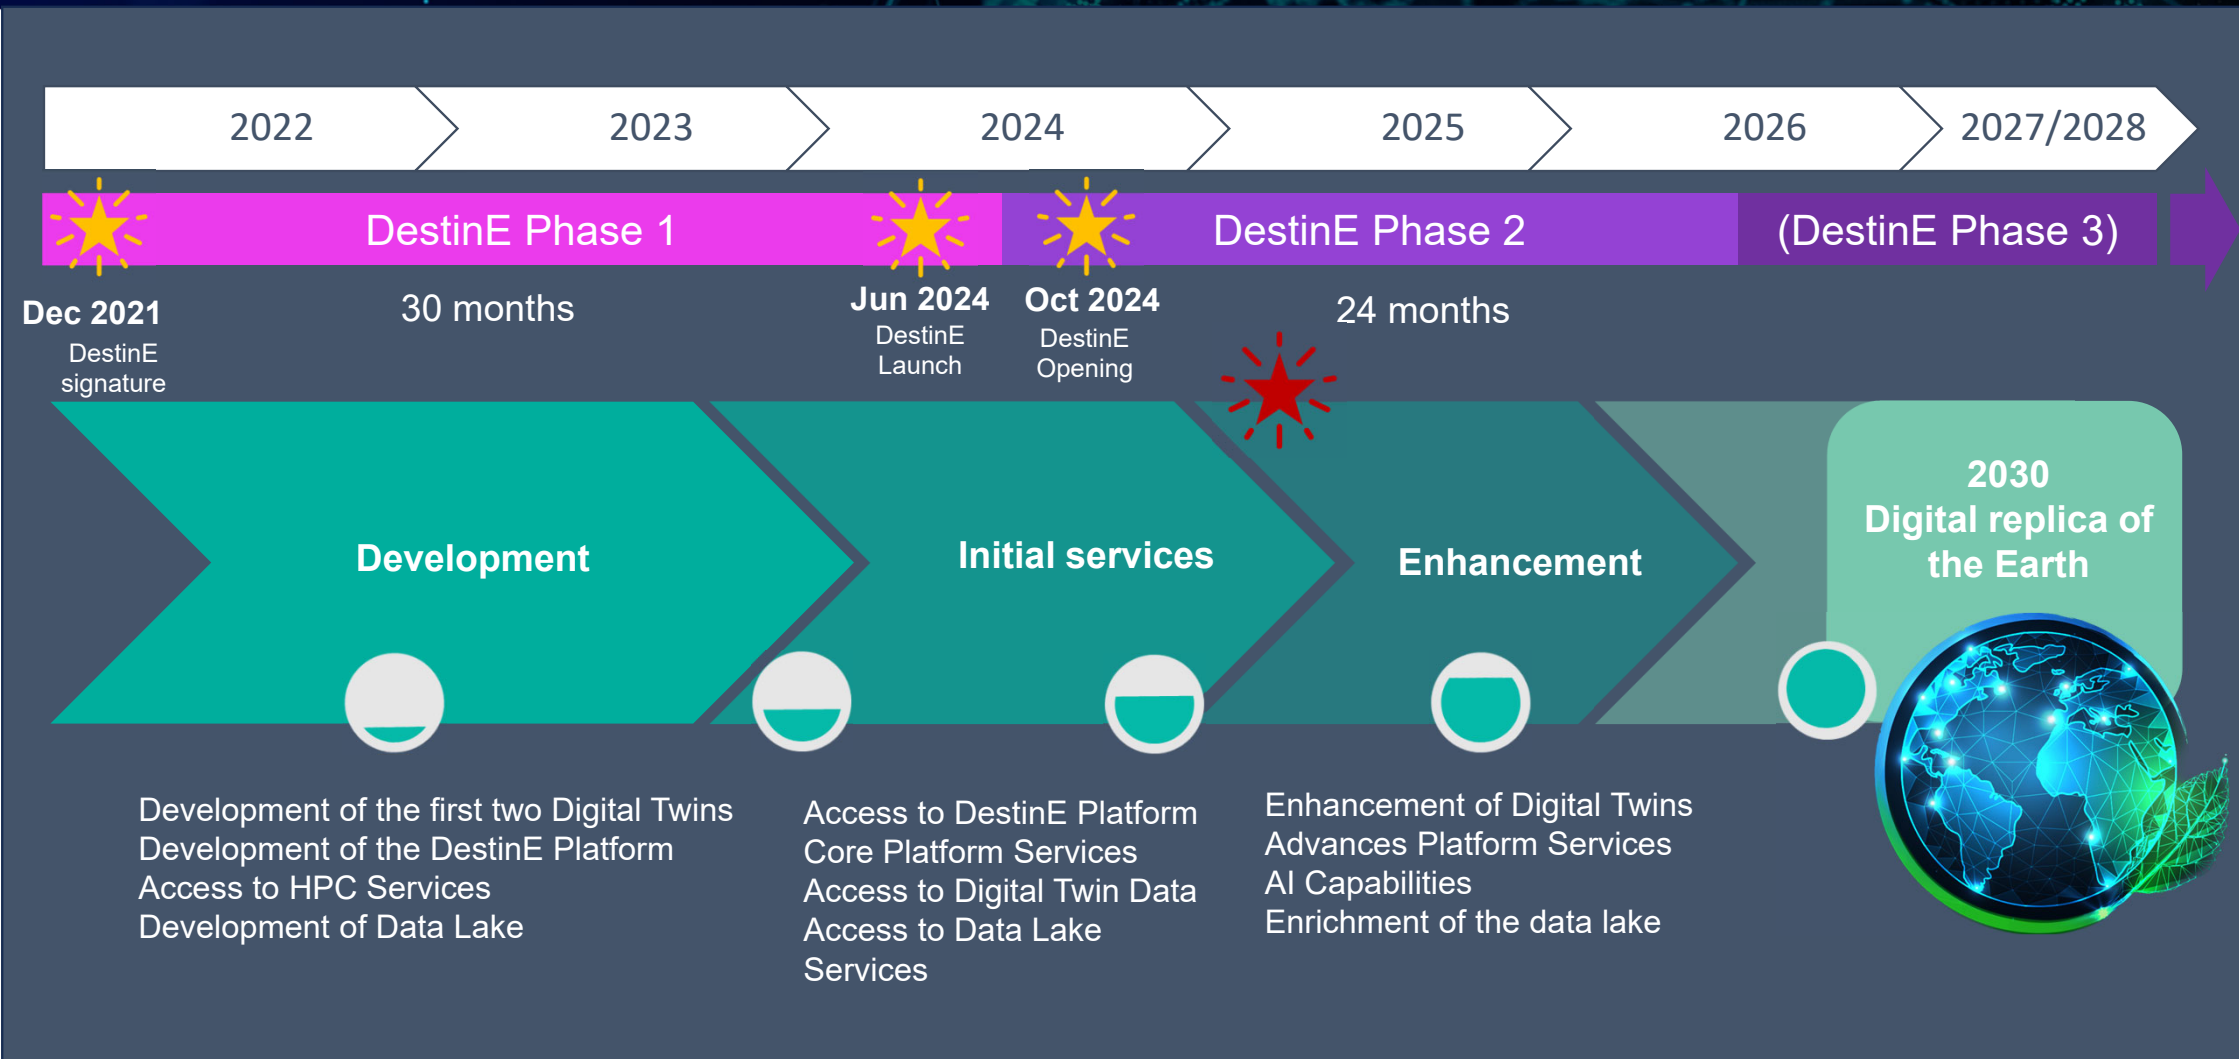 2022
2023
2024
2025
2026
2027/2028
DestinE Phase 1
DestinE Phase 2
(DestinE Phase 3)
Dec 2021
DestinE
signature
30 months
Jun 2024
DestinE
Launch
Oct 2024
DestinE
Opening
24 months
Development
Initial services
Enhancement
2030
Digital replica of
the Earth
Development of the first two Digital Twins
Development of the DestinE Platform
Access to HPC Services
Development of Data Lake
Access to DestinE Platform
Core Platform Services
Access to Digital Twin Data
Access to Data Lake
Services
Enhancement of Digital Twins
Advances Platform Services
AI Capabilities
Enrichment of the data lake